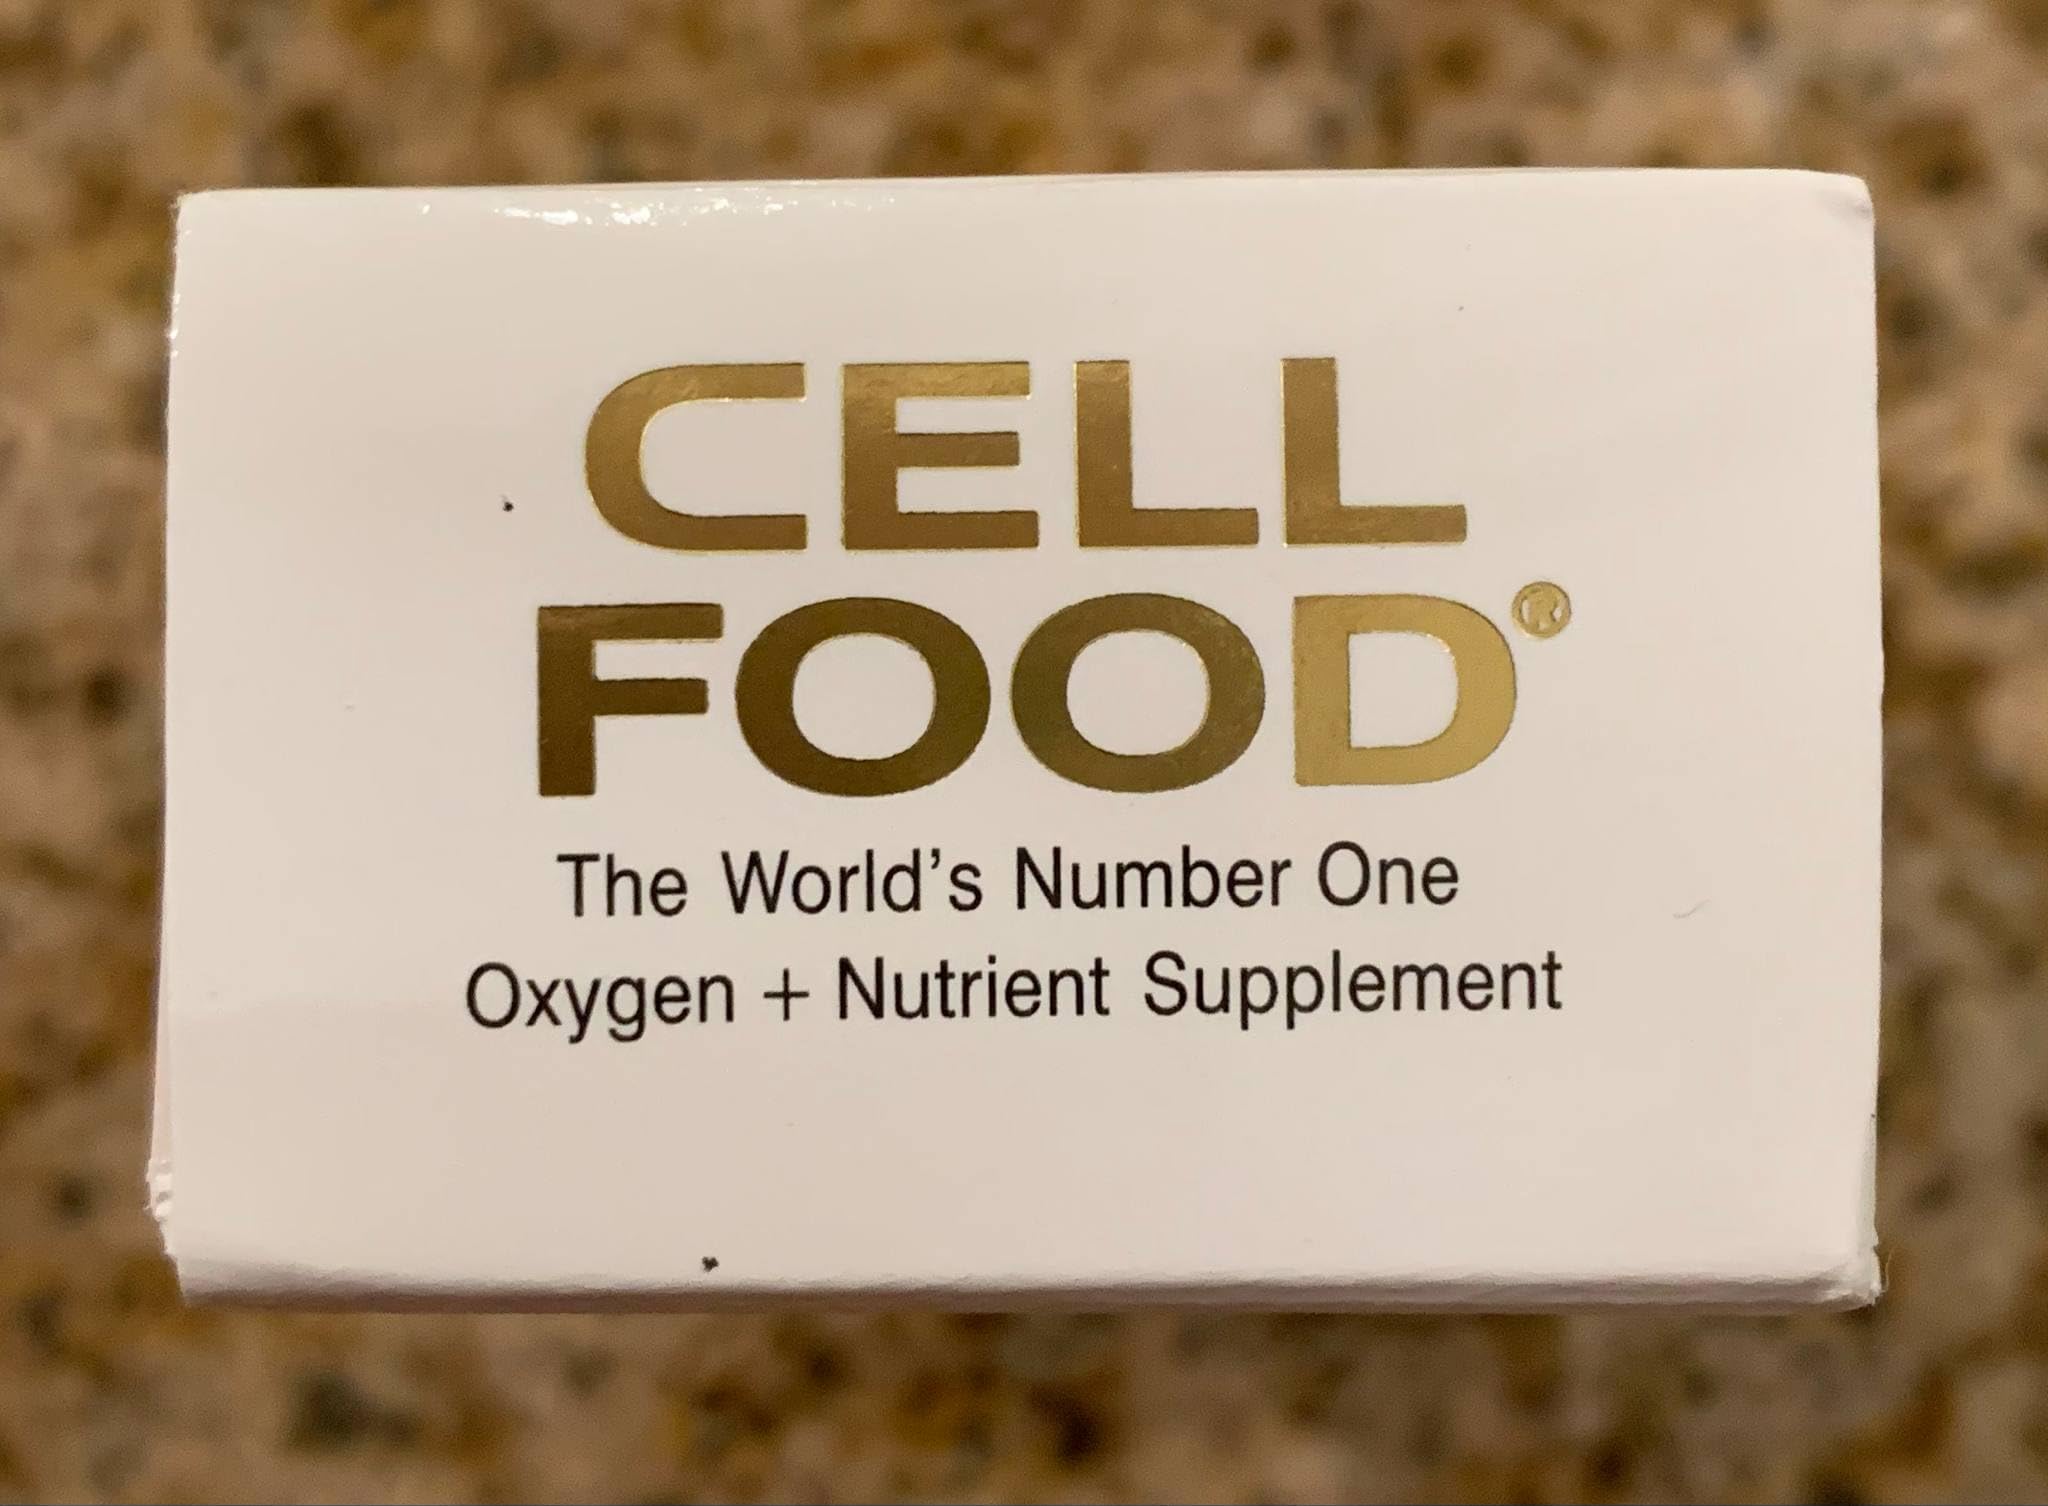 CELL
FOOD®
The World's Number One
Oxygen + Nutrient Supplement